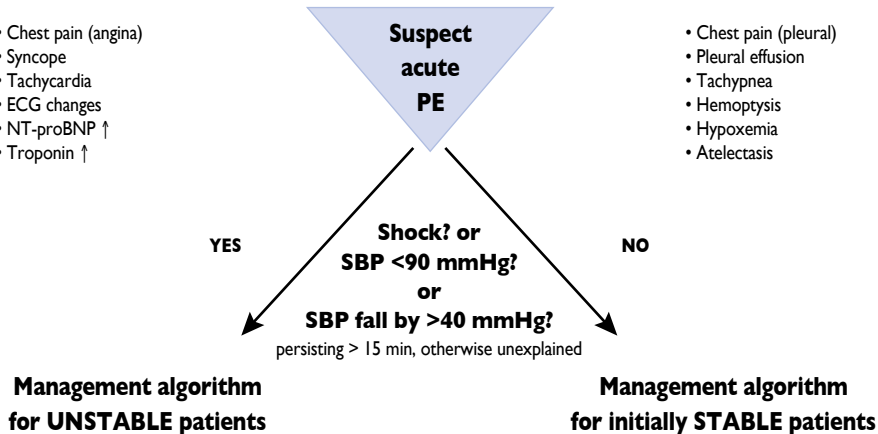 • Chest pain (angina)
• Syncope
• Tachycardia
• ECG changes
• NT-proBNP ↑
• Troponin ↑
Suspect
acute
PE
• Chest pain (pleural)
• Pleural effusion
• Tachypnea
• Hemoptysis
• Hypoxemia
• Atelectasis
YES
Shock? or
SBP <90 mmHg?
or
SBP fall by >40 mmHg?
persisting > 15 min, otherwise unexplained
NO
Management algorithm
for UNSTABLE patients
Management algorithm
for initially STABLE patients